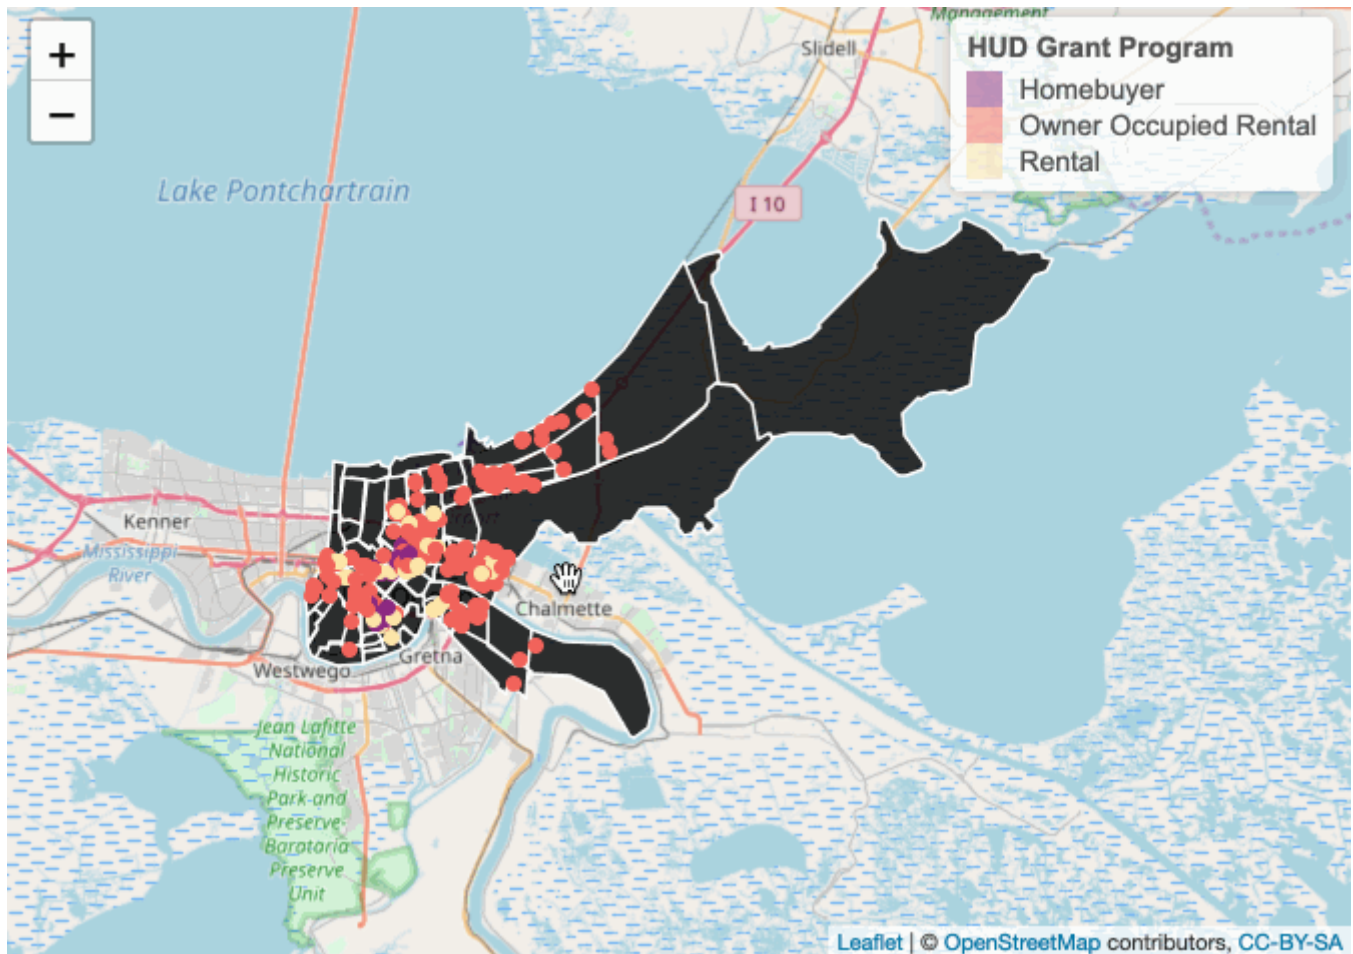 Management
+
−
Slidell
HUD Grant Program
Homebuyer
Owner Occupied Rental
Rental
Lake Pontchartrain
I 10
Kenner
Mississippi
River
Chalmette
Gretna
Westwego
Jean Lafitte
National
Historic
Park and
Preserve-
Barataria
Preserve
Unit
Leaflet | © OpenStreetMap contributors, CC-BY-SA